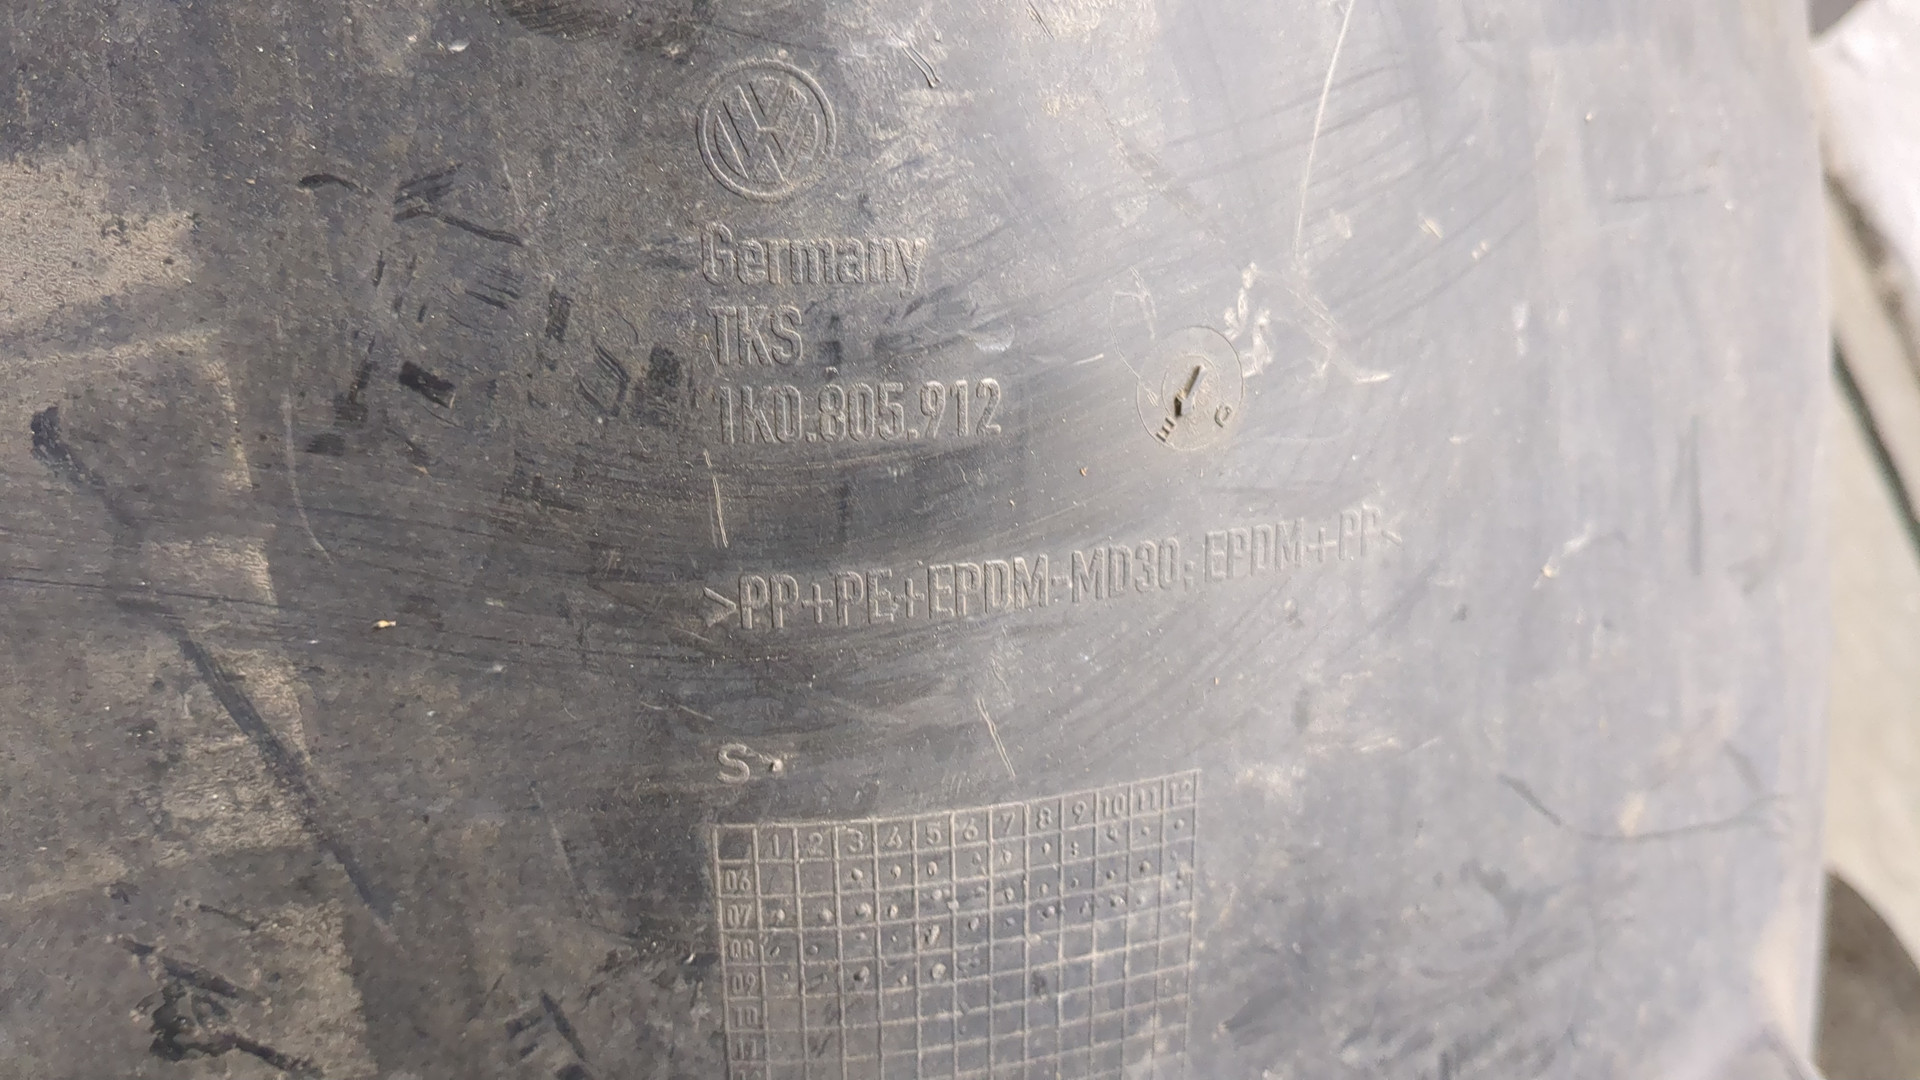 VW
Germany
TKS
1K0.805.912
>PP+PE+EPDM-MD30; EPDM+PP<
S
1 2 3 4 5 6 7 8 9 10 11 12
06
07
08
09
10